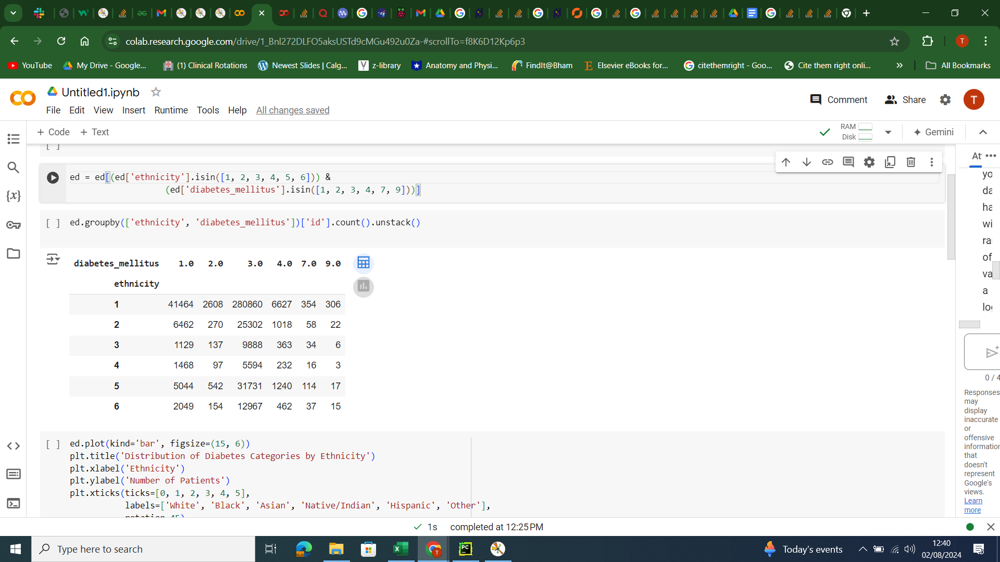 colab.research.google.com/drive/1_Bnl272DLFO5aksUSTd9cMGu492u0Za-#scrollTo=f8K6D12Kp6p3
T
YouTube My Drive - Google... (1) Clinical Rotations Newest Slides | Calg... z-library Anatomy and Physi... FindIt@Bham Elsevier eBooks for... citethemright - Goo... Cite them right onli... » All Bookmarks
Untitled1.ipynb
Comment Share T
File Edit View Insert Runtime Tools Help All changes saved
+ Code + Text
RAM
Disk
Gemini
[ ]
ed = ed[(ed['ethnicity'].isin([1, 2, 3, 4, 5, 6])) &
(ed['diabetes_mellitus'].isin([1, 2, 3, 4, 7, 9]))]
[ ] ed.groupby(['ethnicity', 'diabetes_mellitus'])['id'].count().unstack()
diabetes_mellitus 1.0 2.0 3.0 4.0 7.0 9.0
ethnicity
1 41464 2608 280860 6627 354 306
2 6462 270 25302 1018 58 22
3 1129 137 9888 363 34 6
4 1468 97 5594 232 16 3
5 5044 542 31731 1240 114 17
6 2049 154 12967 462 37 15
[ ] ed.plot(kind='bar', figsize=(15, 6))
plt.title('Distribution of Diabetes Categories by Ethnicity')
plt.xlabel('Ethnicity')
plt.ylabel('Number of Patients')
plt.xticks(ticks=[0, 1, 2, 3, 4, 5],
labels=['White', 'Black', 'Asian', 'Native/Indian', 'Hispanic', 'Other'],
yo
da
ha
wi
ra
of
va
a
0 / 4
Responses
may
display
inaccurate
or
offensive
information
that
doesn't
represent
Google's
views.
Learn
more
1s completed at 12:25 PM
Type here to search
Today's events
12:40
02/08/2024